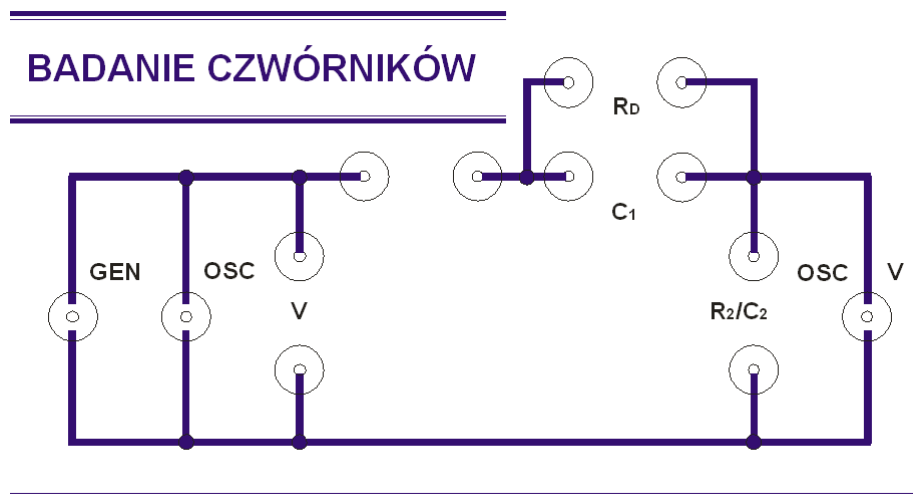 BADANIE CZWÓRNIKÓW
RD
C1
GEN
OSC
V
R2/C2
OSC
V